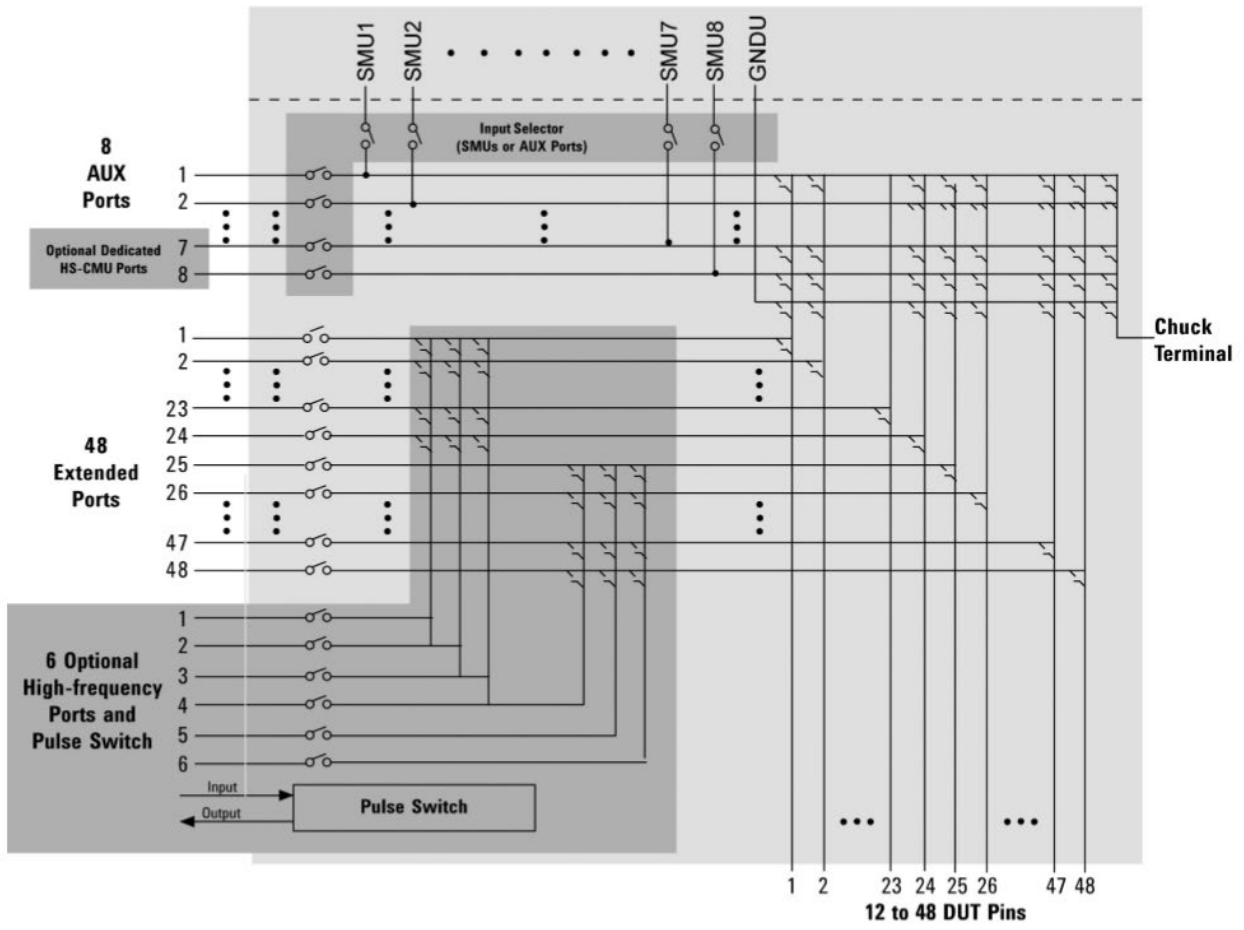 SMU1
SMU2
SMU7
SMU8
GNDU
Input Selector
(SMUs or AUX Ports)
8
AUX
Ports
1
2
7
8
Optional Dedicated
HS-CMU Ports
Chuck
Terminal
48
Extended
Ports
1
2
23
24
25
26
47
48
6 Optional
High-frequency
Ports and
Pulse Switch
1
2
3
4
5
6
Input
Output
Pulse Switch
1 2 23 24 25 26 47 48
12 to 48 DUT Pins